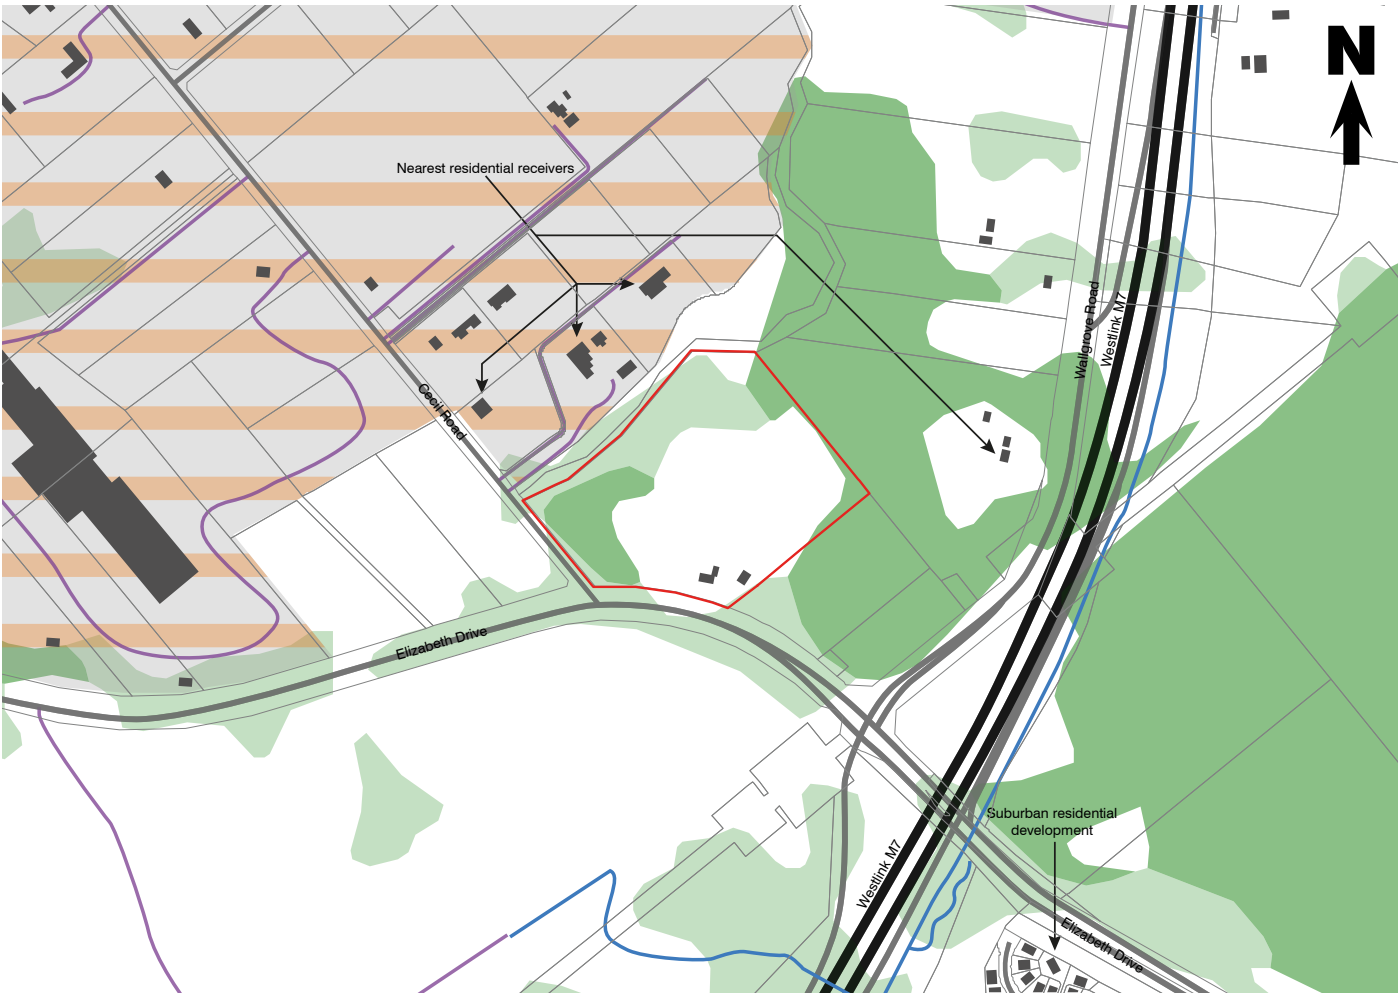 N
Nearest residential receivers
Wallgrove Road
Westlink M7
Cecil Road
Elizabeth Drive
Suburban residential
development
Westlink M7
Elizabeth Drive